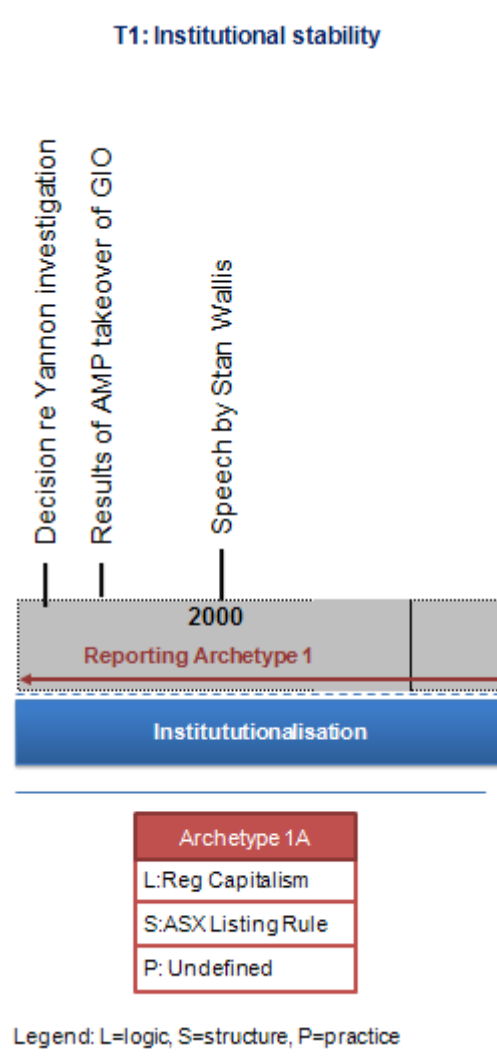 T1: Institutional stability
Decision re Yannon investigation
Results of AMP takeover of GIO
Speech by Stan Wallis
2000
Reporting Archetype 1
Institututionalisation
Archetype 1A
L:Reg Capitalism
S:ASX Listing Rule
P: Undefined
Legend: L=logic, S=structure, P=practice